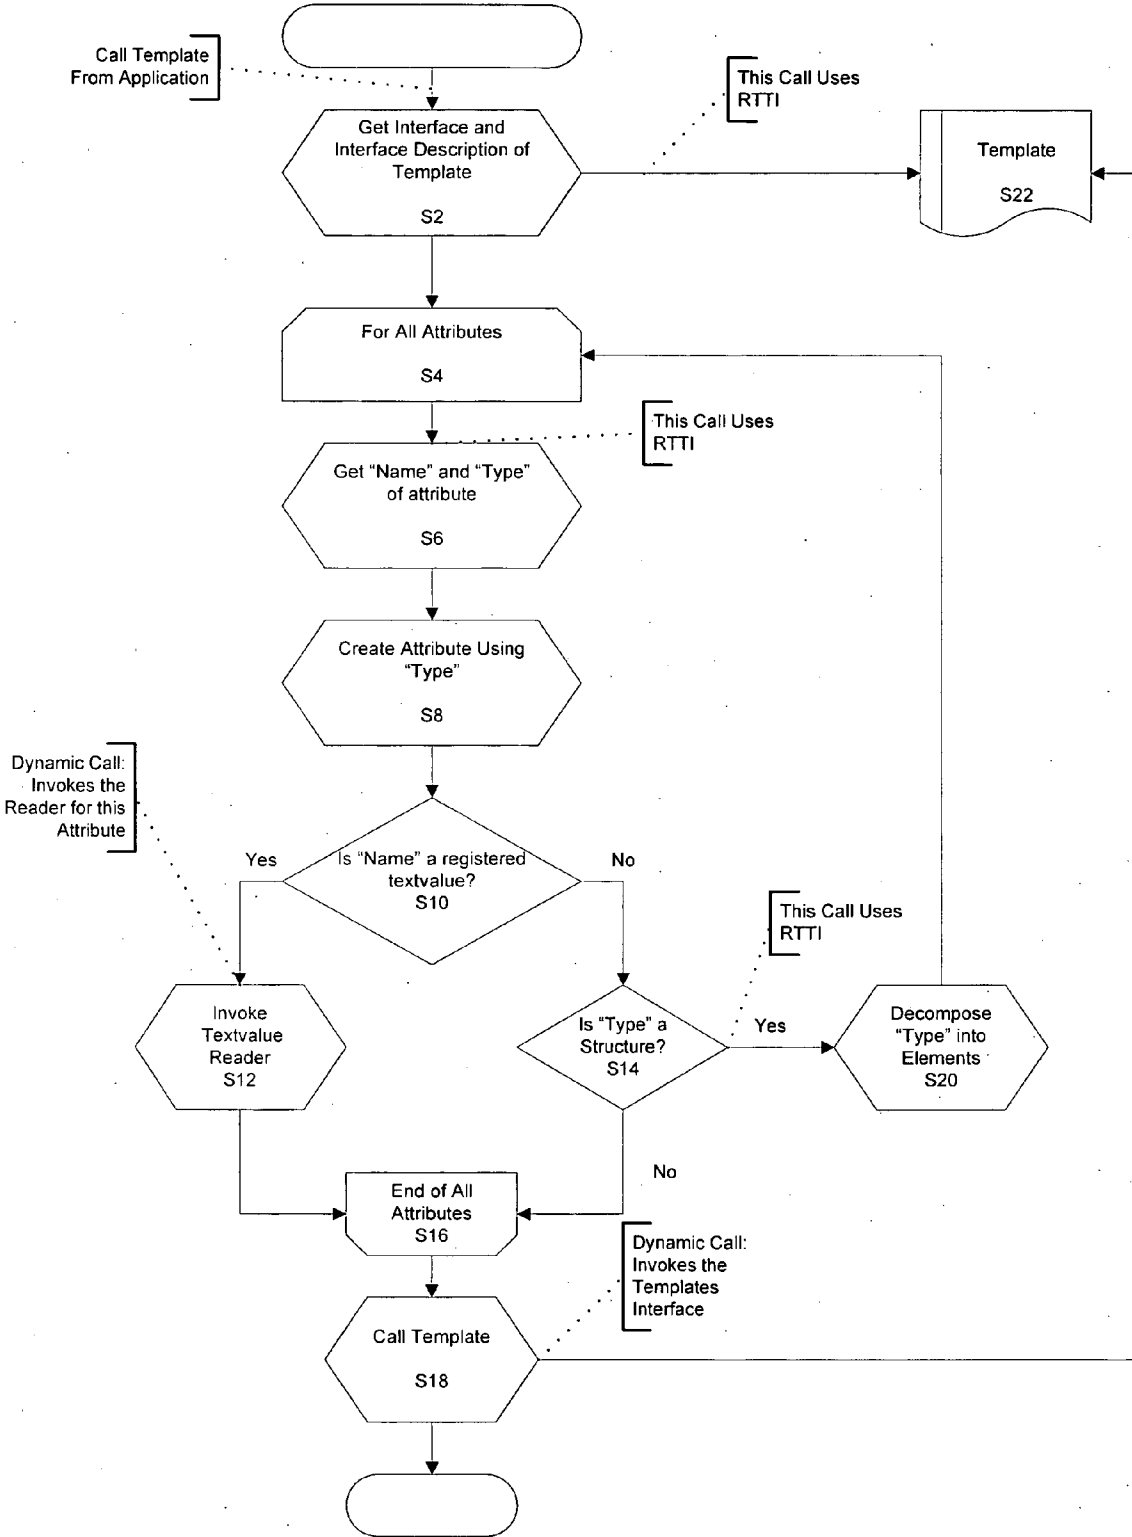 Call Template
From Application
This Call Uses
RTTI
Get Interface and
Interface Description of
Template
S2
Template
S22
For All Attributes
S4
This Call Uses
RTTI
Get “Name” and “Type”
of attribute
S6
Create Attribute Using
“Type”
S8
Dynamic Call:
Invokes the
Reader for this
Attribute
Yes
Is “Name” a registered
textvalue?
S10
No
This Call Uses
RTTI
Invoke
Textvalue
Reader
S12
Is “Type” a
Structure?
S14
Yes
Decompose
“Type” into
Elements
S20
No
End of All
Attributes
S16
Dynamic Call:
Invokes the
Templates
Interface
Call Template
S18